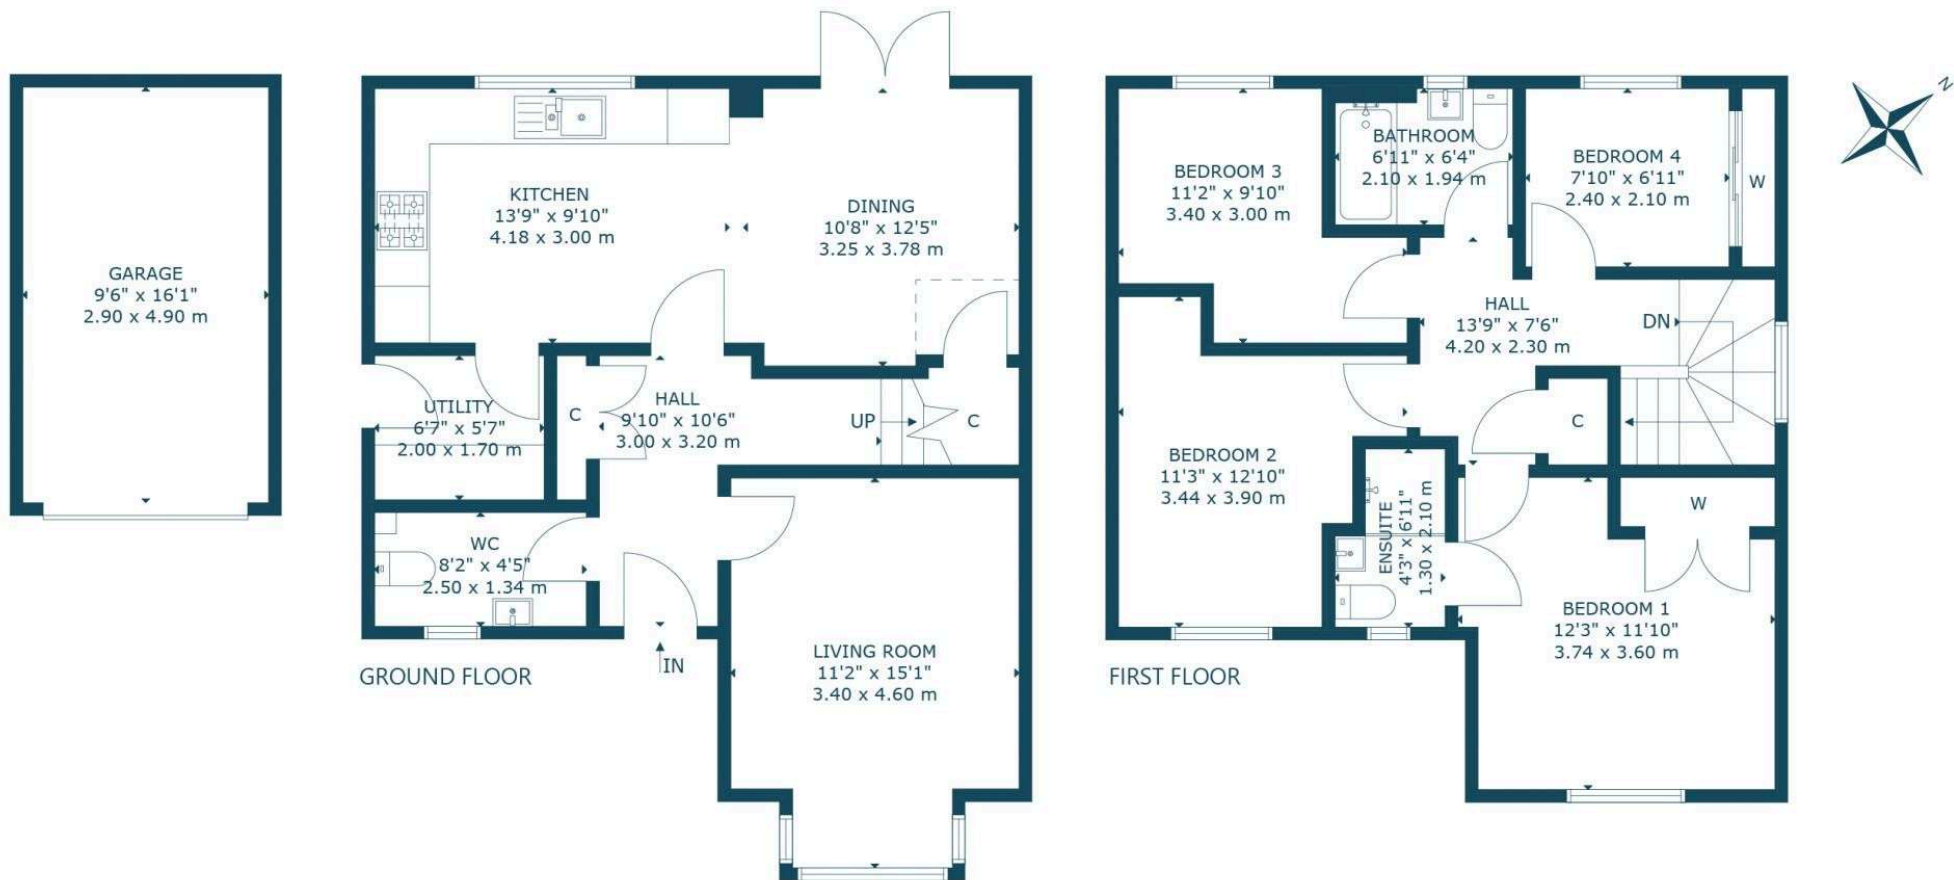 GARAGE
9'6" x 16'1"
2.90 x 4.90 m
KITCHEN
13'9" x 9'10"
4.18 x 3.00 m
DINING
10'8" x 12'5"
3.25 x 3.78 m
UTILITY
6'7" x 5'7"
2.00 x 1.70 m
C
HALL
9'10" x 10'6"
3.00 x 3.20 m
UP
C
WC
8'2" x 4'5"
2.50 x 1.34 m
LIVING ROOM
11'2" x 15'1"
3.40 x 4.60 m
IN
GROUND FLOOR
BEDROOM 3
11'2" x 9'10"
3.40 x 3.00 m
BATHROOM
6'11" x 6'4"
2.10 x 1.94 m
BEDROOM 4
7'10" x 6'11"
2.40 x 2.10 m
W
HALL
13'9" x 7'6"
4.20 x 2.30 m
DN
C
BEDROOM 2
11'3" x 12'10"
3.44 x 3.90 m
ENSUITE
4'3" x 6'11"
1.30 x 2.10 m
W
BEDROOM 1
12'3" x 11'10"
3.74 x 3.60 m
FIRST FLOOR
N